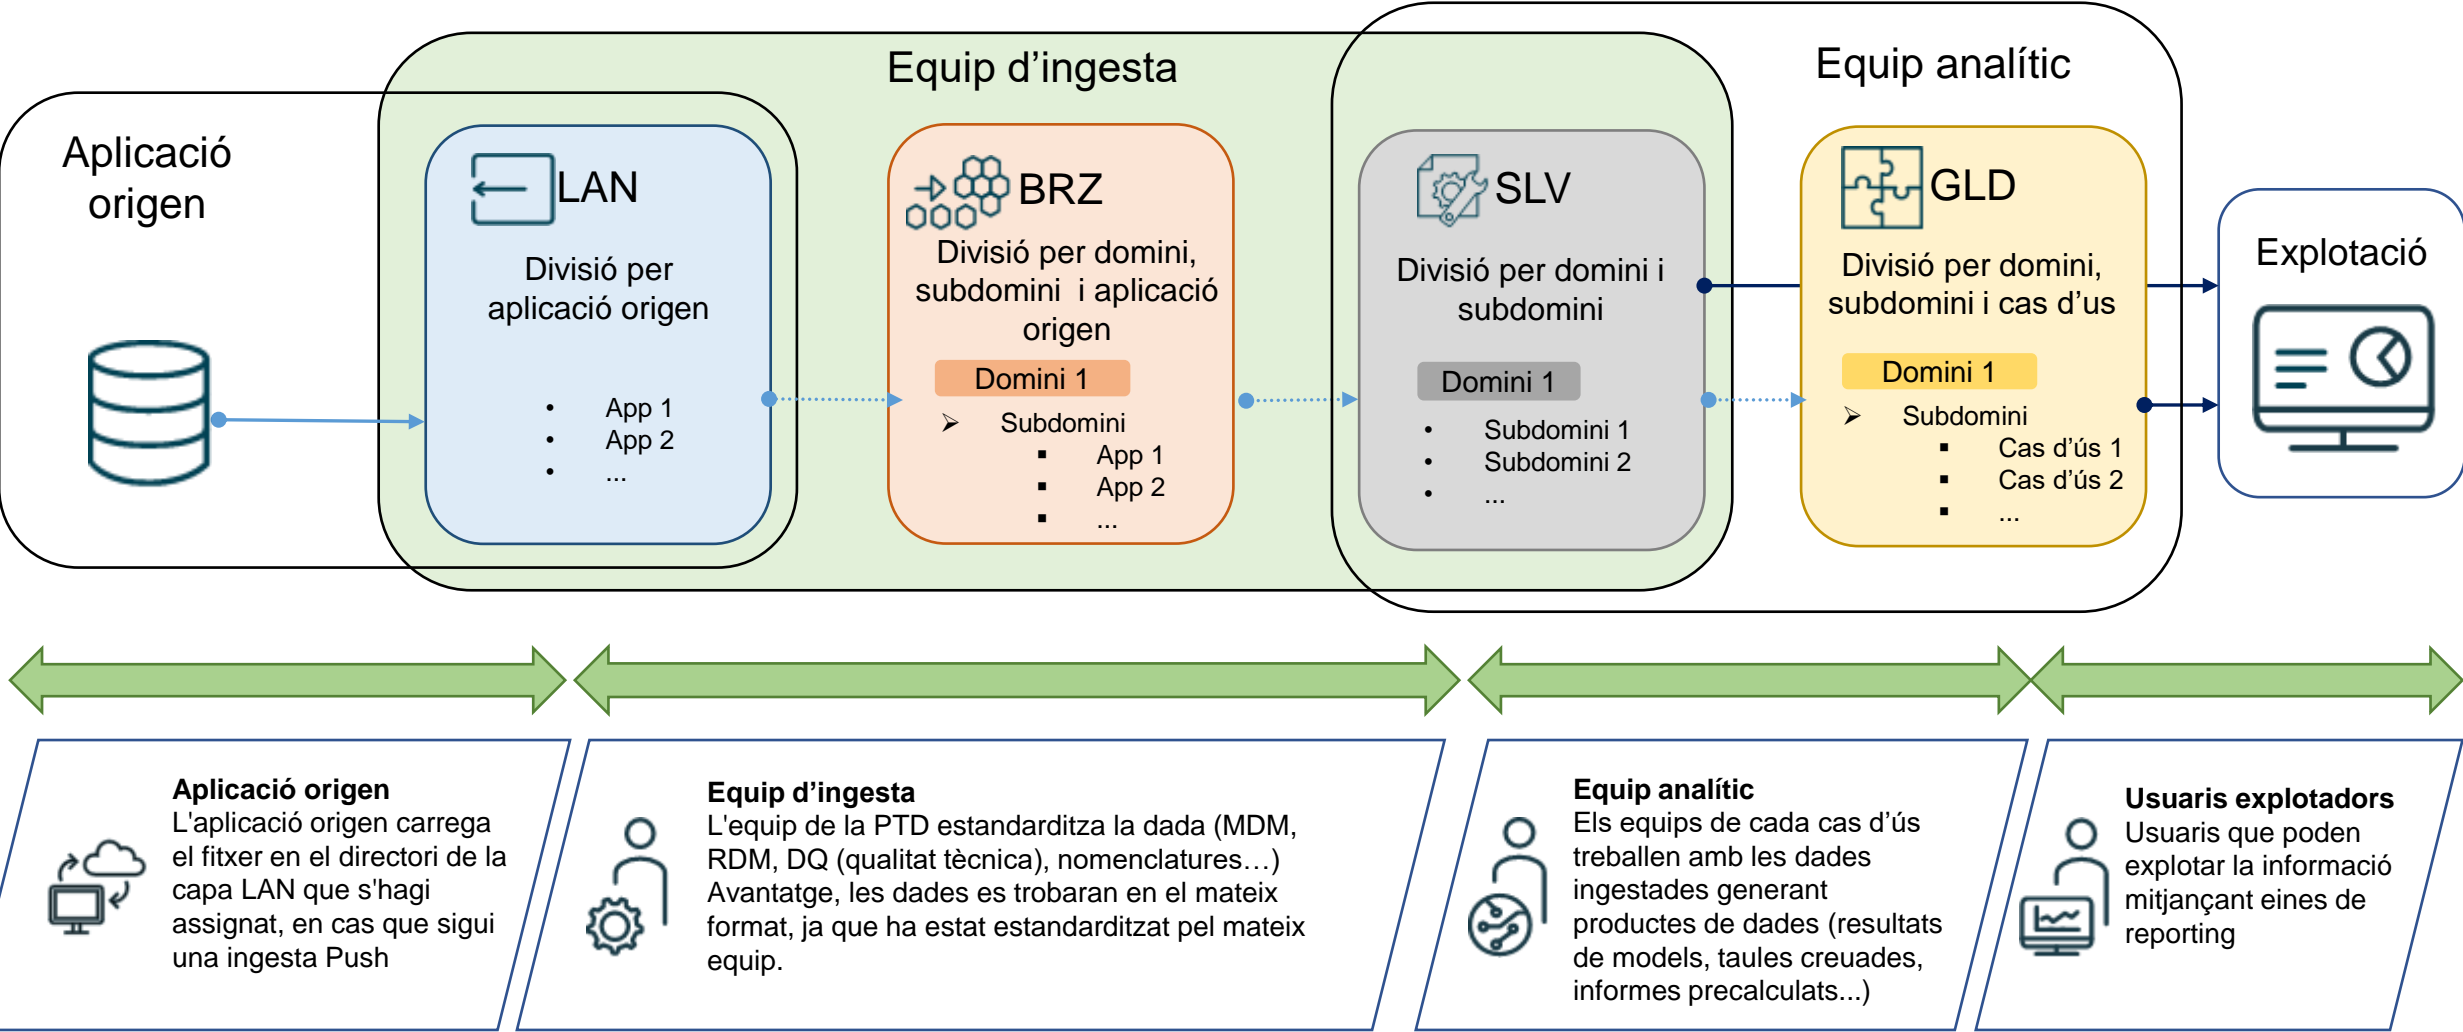 Aplicació
origen
Equip d’ingesta
Equip analític
LAN
Divisió per
aplicació origen
• App 1
• App 2
• ...
BRZ
Divisió per domini,
subdomini  i aplicació
origen
Domini 1
➢ Subdomini
▪ App 1
▪ App 2
▪ ...
SLV
Divisió per domini i
subdomini
Domini 1
• Subdomini 1
• Subdomini 2
• ...
GLD
Divisió per domini,
subdomini i cas d’us
Domini 1
➢ Subdomini
▪ Cas d’ús 1
▪ Cas d’ús 2
▪ ...
Explotació
Aplicació origen
L'aplicació origen carrega
el fitxer en el directori de la
capa LAN que s'hagi
assignat, en cas que sigui
una ingesta Push
Equip d’ingesta
L'equip de la PTD estandarditza la dada (MDM,
RDM, DQ (qualitat tècnica), nomenclatures…)
Avantatge, les dades es trobaran en el mateix
format, ja que ha estat estandarditzat pel mateix
equip.
Equip analític
Els equips de cada cas d’ús
treballen amb les dades
ingestades generant
productes de dades (resultats
de models, taules creuades,
informes precalculats...)
Usuaris explotadors
Usuaris que poden
explotar la informació
mitjançant eines de
reporting